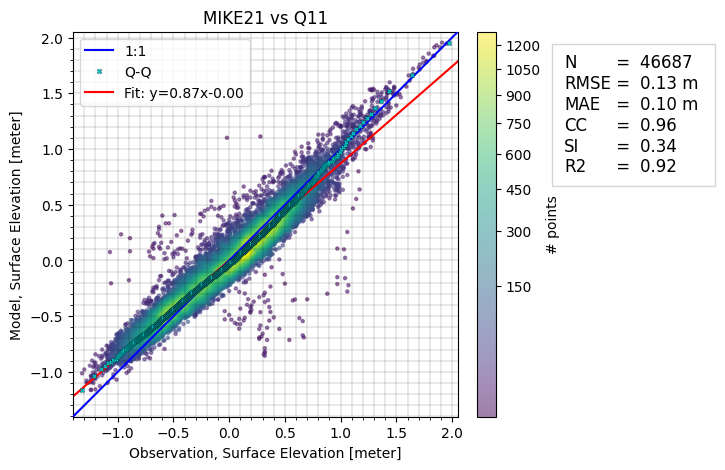 MIKE21 vs Q11
1:1
Q-Q
Fit: y=0.87x-0.00
Model, Surface Elevation [meter]
2.0
1.5
1.0
0.5
0.0
−0.5
−1.0
−1.0 −0.5 0.0 0.5 1.0 1.5 2.0
Observation, Surface Elevation [meter]
1200
1050
900
750
600
450
300
150
# points
N = 46687
RMSE = 0.13 m
MAE = 0.10 m
CC = 0.96
SI = 0.34
R2 = 0.92